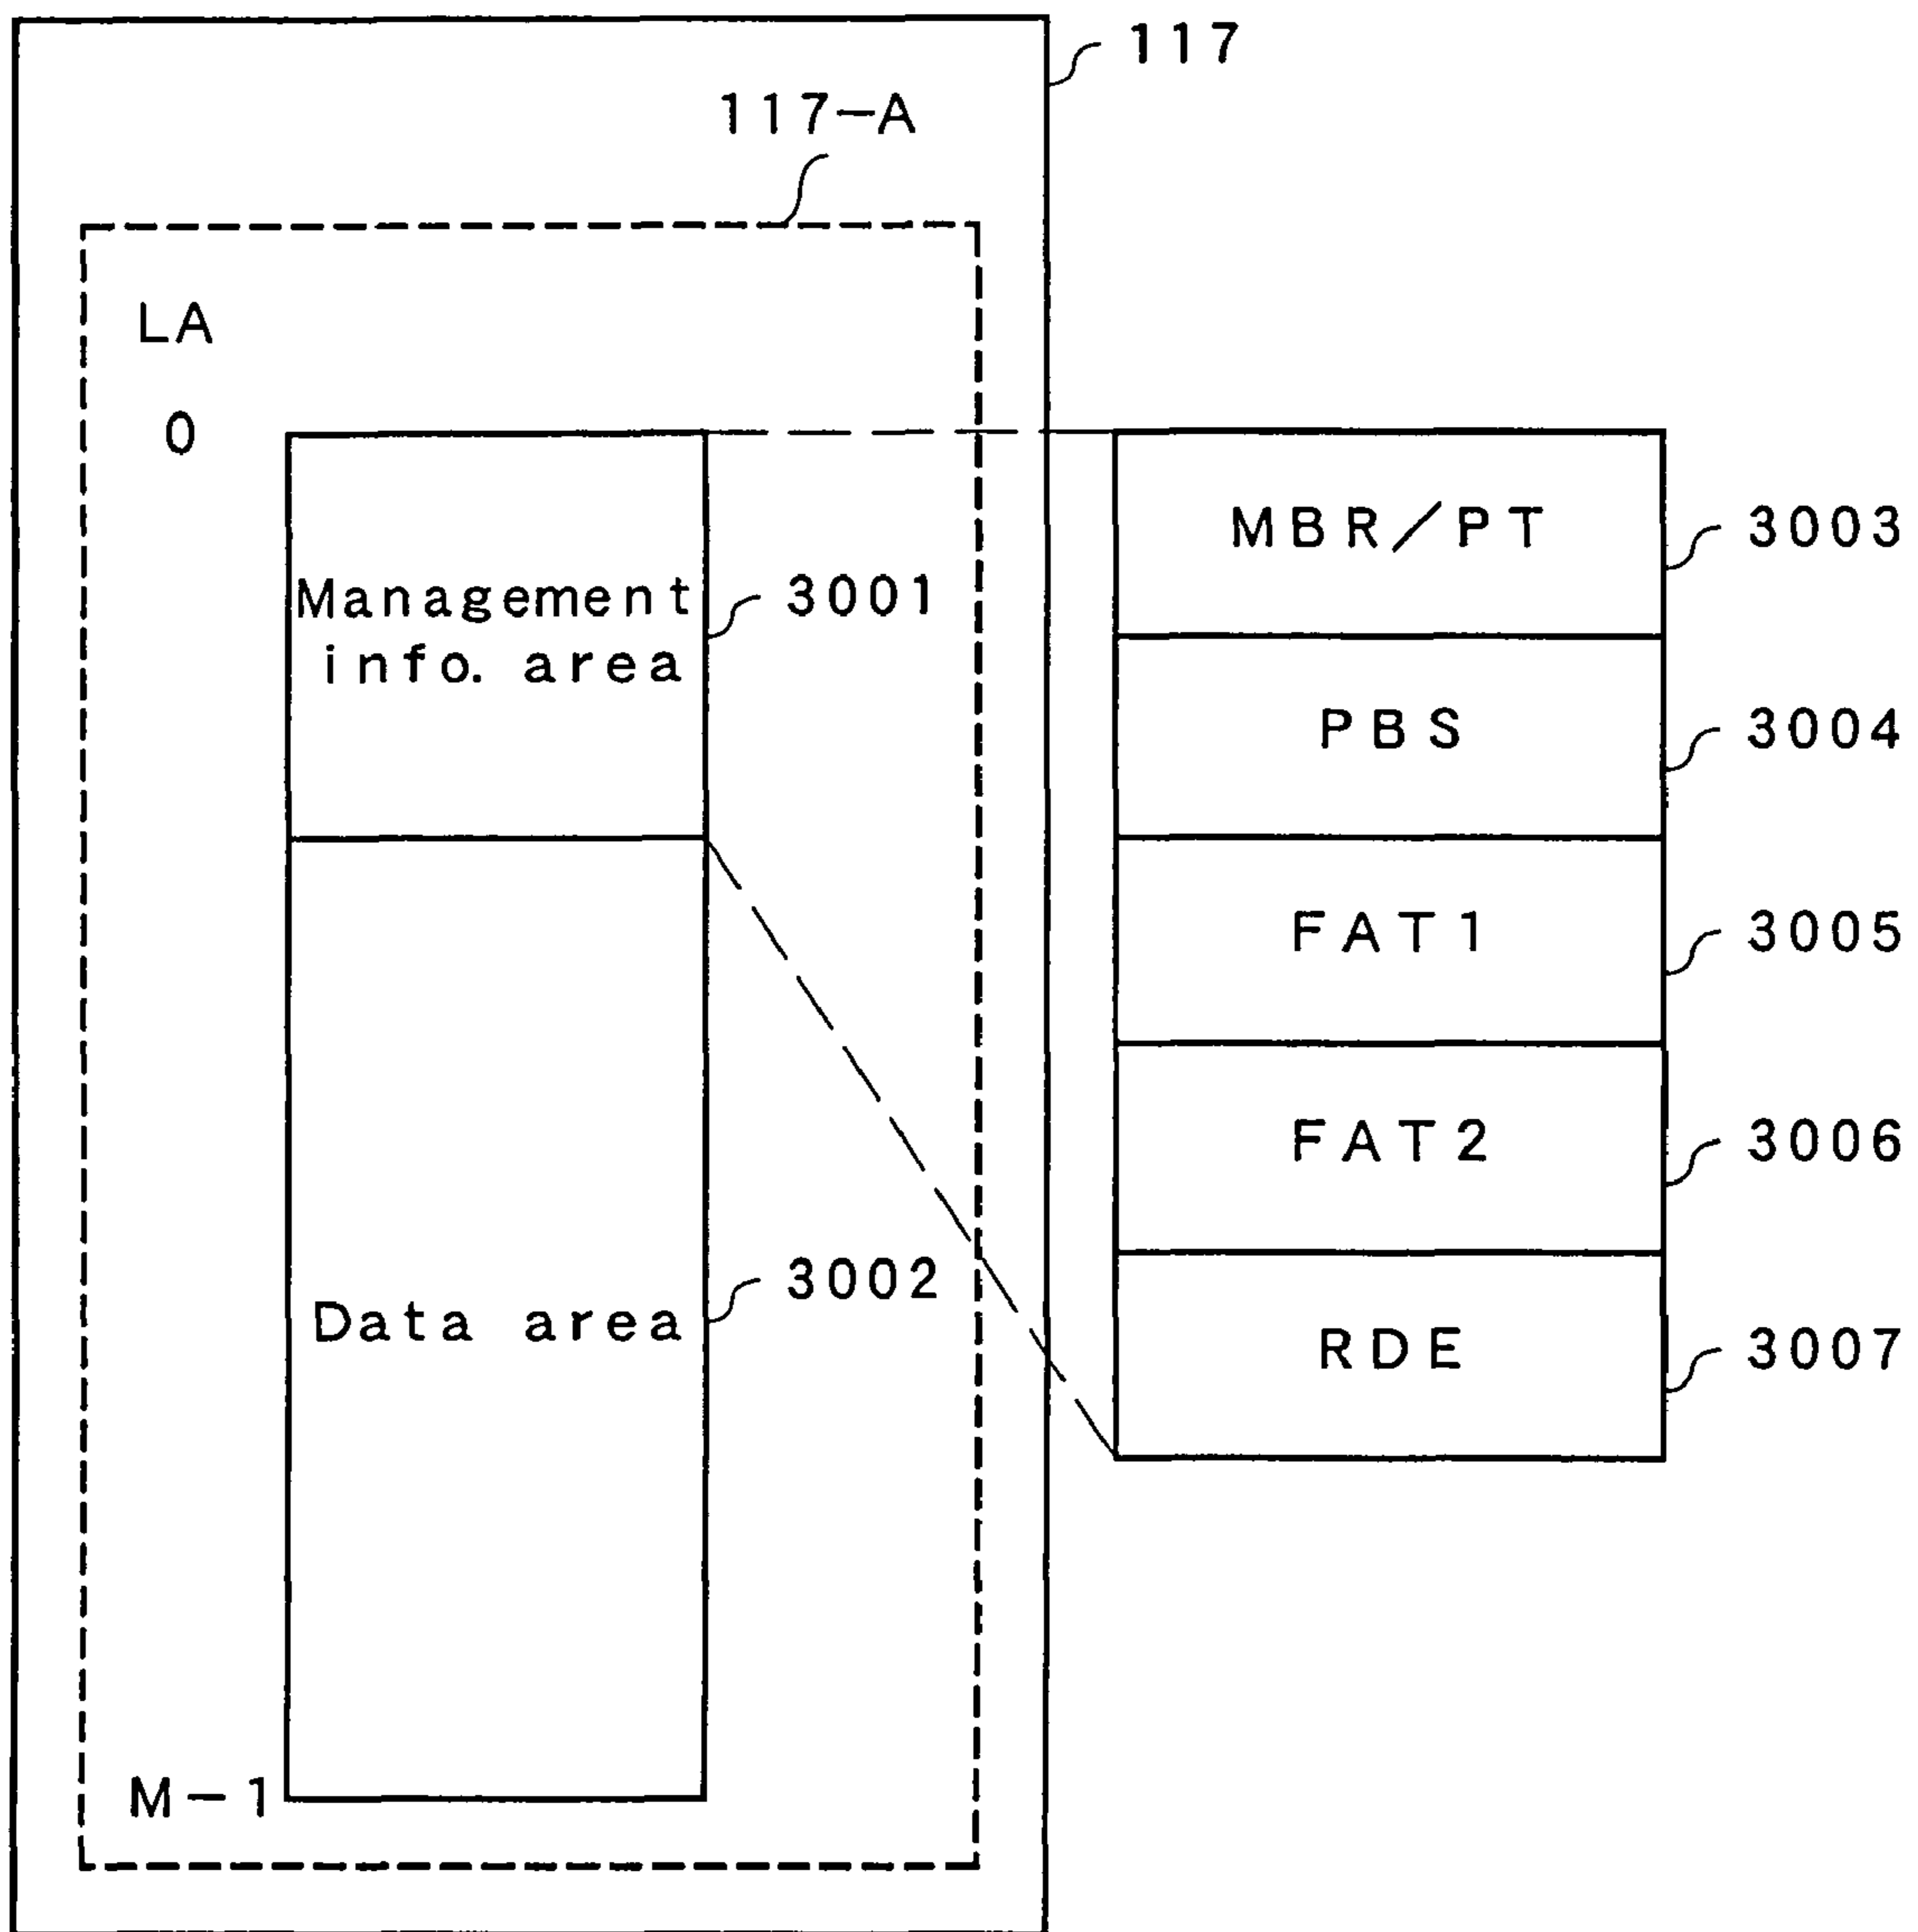 117
117-A
LA
0
MBR/PT
3003
Management
info. area
3001
PBS
3004
FAT1
3005
FAT2
3006
Data area
3002
RDE
3007
M-1